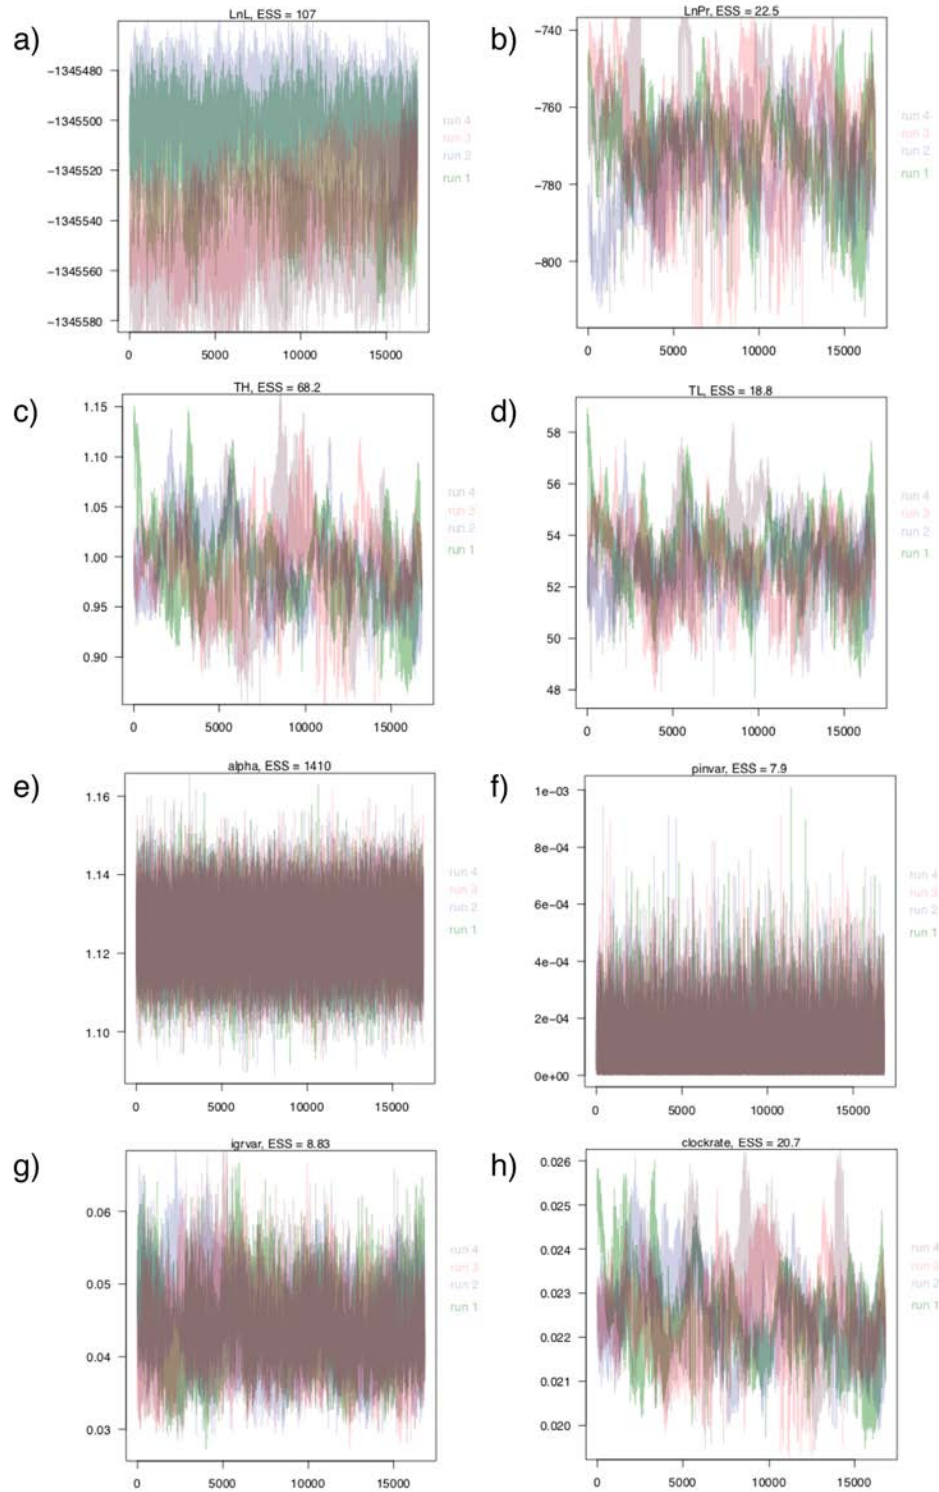 a)
LnL, ESS = 107
−1345480
−1345500
−1345520
−1345540
−1345560
−1345580
0 5000 10000 15000
run 4
run 3
run 2
run 1
b)
LnPr, ESS = 22.5
−740
−760
−780
−800
0 5000 10000 15000
run 4
run 3
run 2
run 1
c)
TH, ESS = 68.2
1.15
1.10
1.05
1.00
0.95
0.90
0 5000 10000 15000
run 4
run 3
run 2
run 1
d)
TL, ESS = 18.8
58
56
54
52
50
48
0 5000 10000 15000
run 4
run 3
run 2
run 1
e)
alpha, ESS = 1410
1.16
1.14
1.12
1.10
0 5000 10000 15000
run 4
run 3
run 2
run 1
f)
pinvar, ESS = 7.9
1e−03
8e−04
6e−04
4e−04
2e−04
0e+00
0 5000 10000 15000
run 4
run 3
run 2
run 1
g)
igrvar, ESS = 8.83
0.06
0.05
0.04
0.03
0 5000 10000 15000
run 4
run 3
run 2
run 1
h)
clockrate, ESS = 20.7
0.026
0.025
0.024
0.023
0.022
0.021
0.020
0 5000 10000 15000
run 4
run 3
run 2
run 1